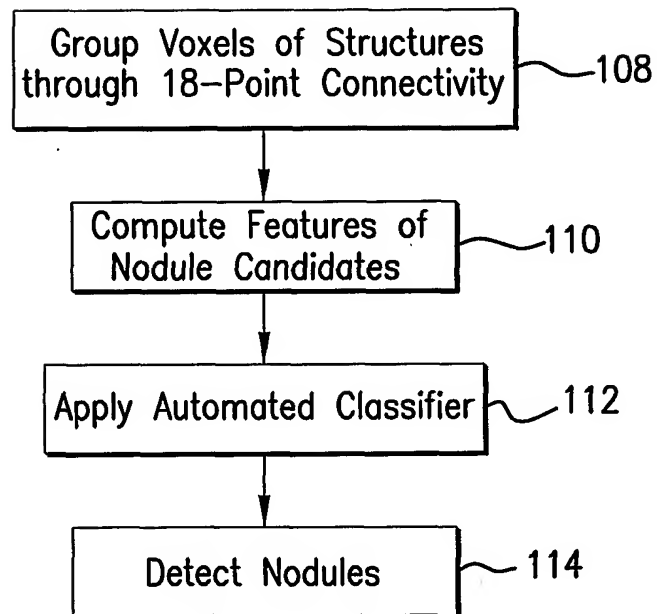 Group Voxels of Structures
through 18-Point Connectivity
108
Compute Features of
Nodule Candidates
110
Apply Automated Classifier
112
Detect Nodules
114